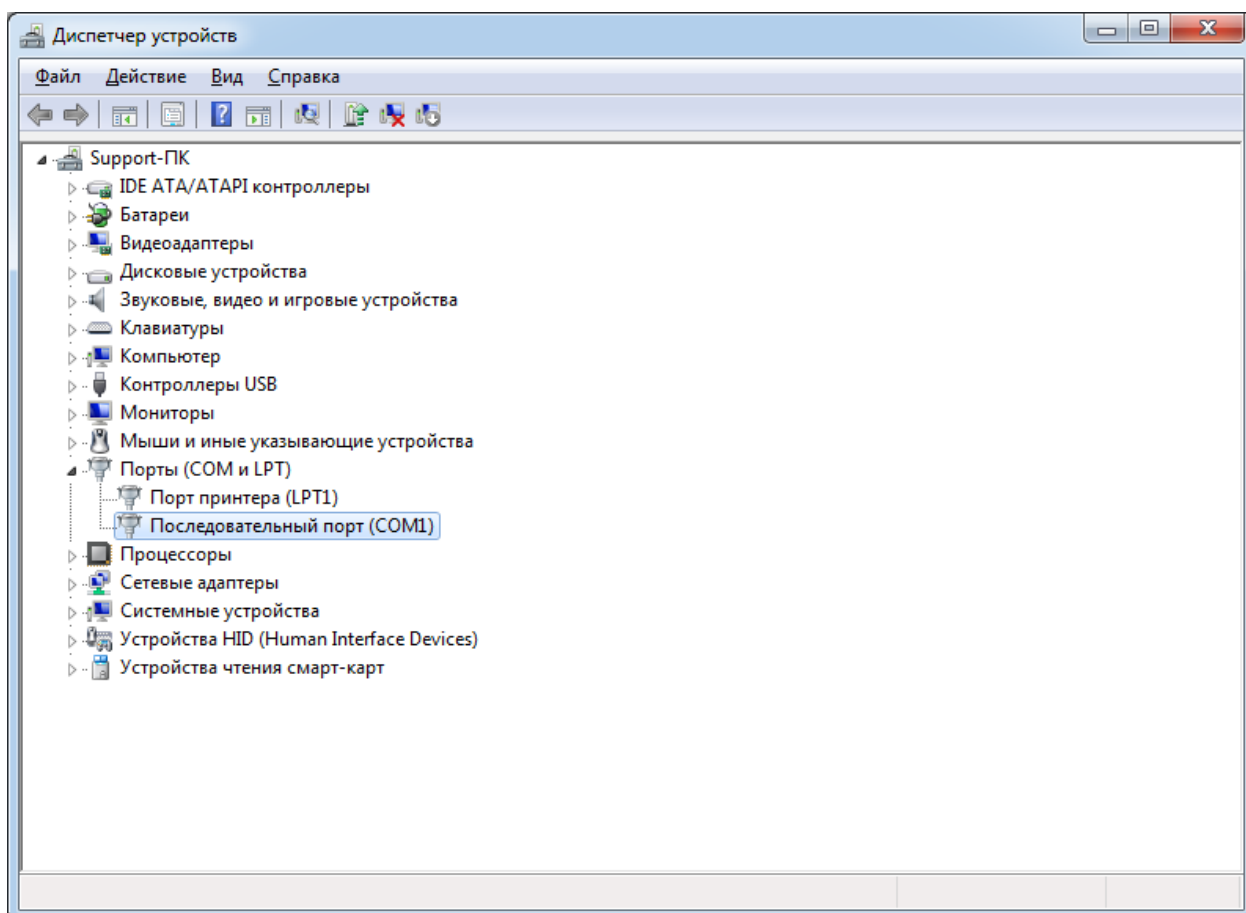 Диспетчер устройств
Файл Действие Вид Справка
Support-ПК
IDE ATA/ATAPI контроллеры
Батареи
Видеоадаптеры
Дисковые устройства
Звуковые, видео и игровые устройства
Клавиатуры
Компьютер
Контроллеры USB
Мониторы
Мыши и иные указывающие устройства
Порты (COM и LPT)
Порт принтера (LPT1)
Последовательный порт (COM1)
Процессоры
Сетевые адаптеры
Системные устройства
Устройства HID (Human Interface Devices)
Устройства чтения смарт-карт